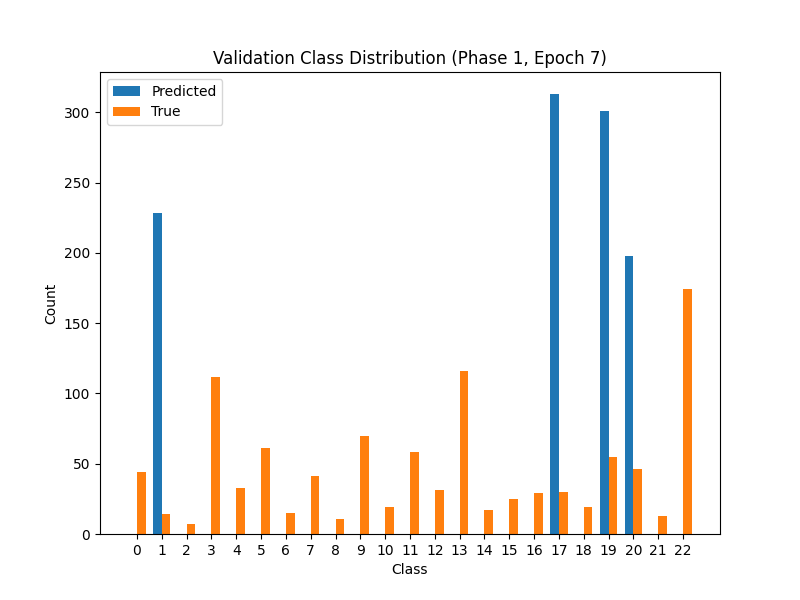 Validation Class Distribution (Phase 1, Epoch 7)
Predicted
True
300
250
200
150
100
50
0
Count
0 1 2 3 4 5 6 7 8 9 10 11 12 13 14 15 16 17 18 19 20 21 22
Class